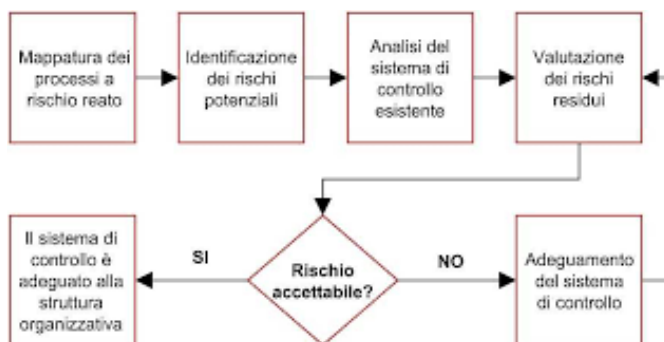 Mappatura dei
processi a
rischio reato
Identificazione
dei rischi
potenziali
Analisi del
sistema di
controllo
esistente
Valutazione
dei rischi
residui
Il sistema di
controllo è
adeguato alla
struttura
organizzativa
SI
Rischio
accettabile?
NO
Adeguamento
del sistema
di controllo